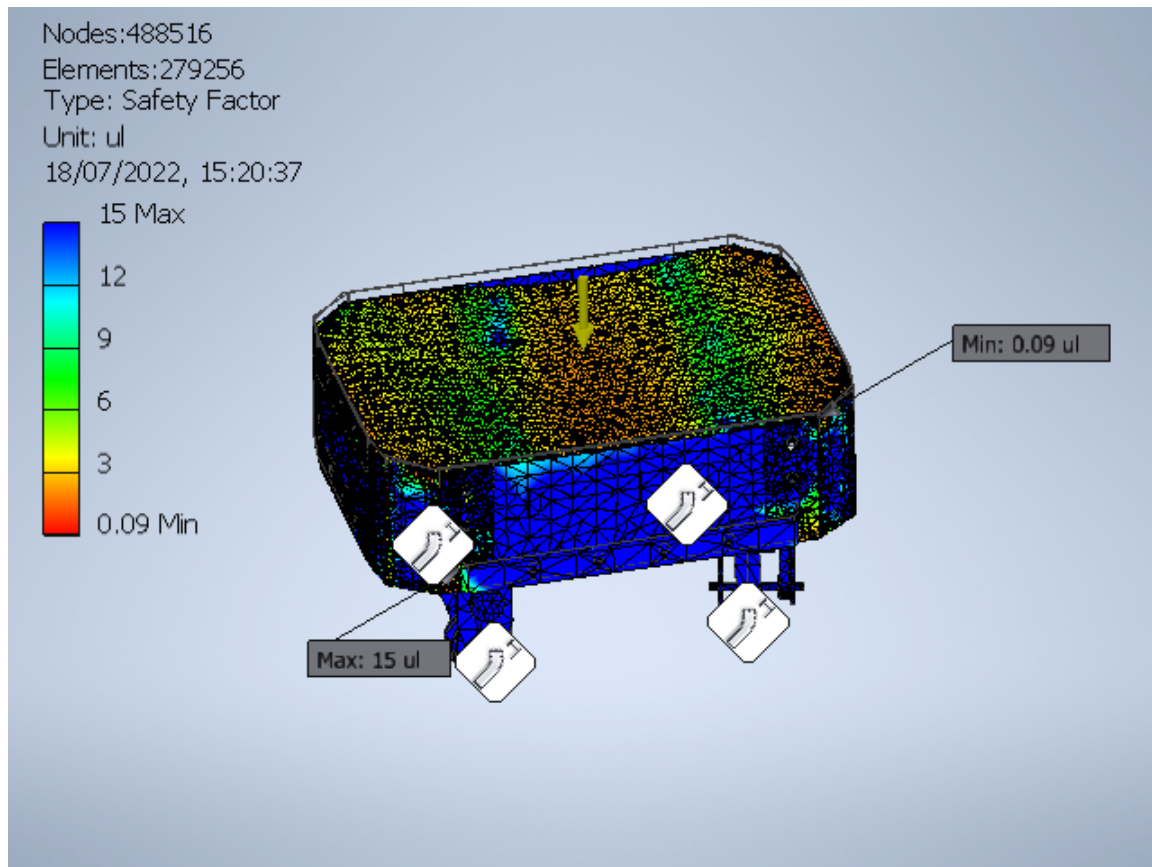 Nodes:488516
Elements:279256
Type: Safety Factor
Unit: ul
18/07/2022, 15:20:37
15 Max
12
9
6
3
0.09 Min
Min: 0.09 ul
Max: 15 ul